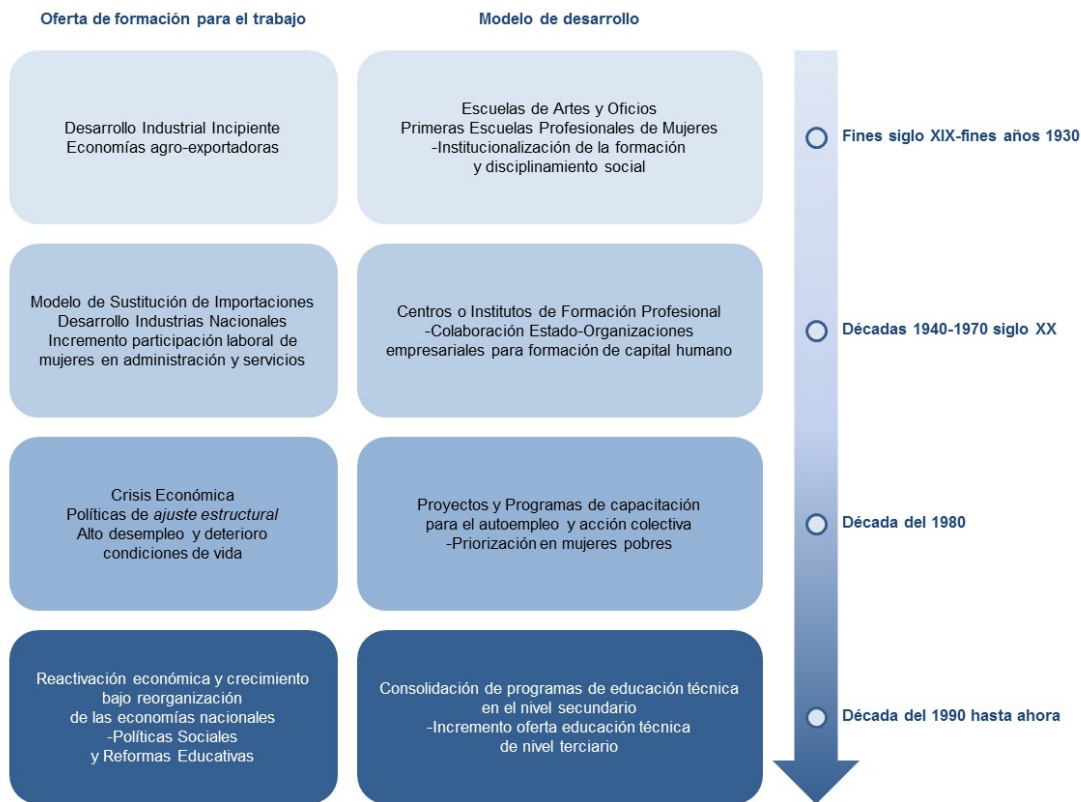 Oferta de formación para el trabajo
Modelo de desarrollo
Desarrollo Industrial Incipiente
Economías agro-exportadoras
Escuelas de Artes y Oficios
Primeras Escuelas Profesionales de Mujeres
-Institucionalización de la formación
y disciplinamiento social
Fines siglo XIX-fines años 1930
Modelo de Sustitución de Importaciones
Desarrollo Industrias Nacionales
Incremento participación laboral de
mujeres en administración y servicios
Centros o Institutos de Formación Profesional
-Colaboración Estado-Organizaciones
empresariales para formación de capital humano
Décadas 1940-1970 siglo XX
Crisis Económica
Políticas de ajuste estructural
Alto desempleo y deterioro
condiciones de vida
Proyectos y Programas de capacitación
para el autoempleo y acción colectiva
-Priorización en mujeres pobres
Década del 1980
Reactivación económica y crecimiento
bajo reorganización
de las economías nacionales
-Políticas Sociales
y Reformas Educativas
Consolidación de programas de educación técnica
en el nivel secundario
-Incremento oferta educación técnica
de nivel terciario
Década del 1990 hasta ahora